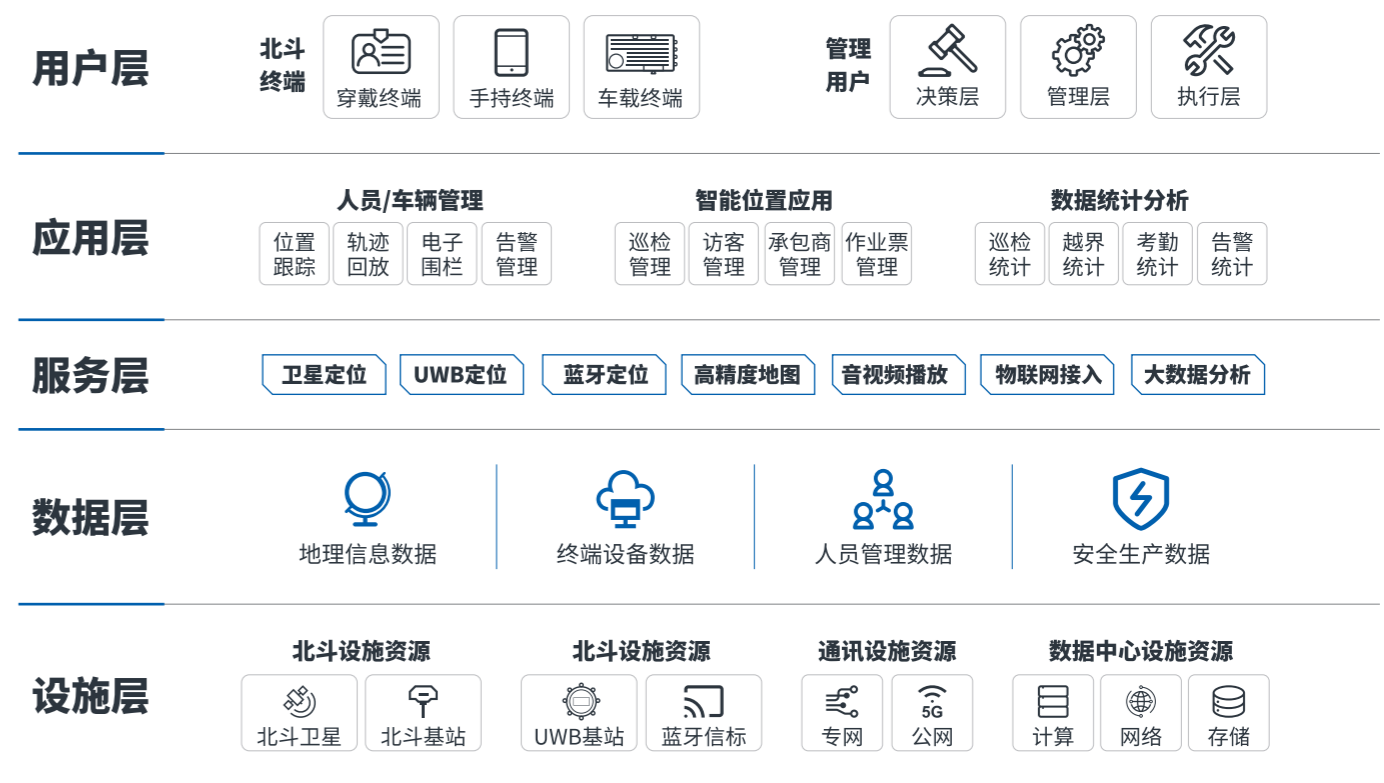 用户层
北斗
终端
穿戴终端
手持终端
车载终端
管理
用户
决策层
管理层
执行层
应用层
人员/车辆管理
位置
跟踪
轨迹
回放
电子
围栏
告警
管理
智能位置应用
巡检
管理
访客
管理
承包商
管理
作业票
管理
数据统计分析
巡检
统计
越界
统计
考勤
统计
告警
统计
服务层
卫星定位
UWB定位
蓝牙定位
高精度地图
音视频播放
物联网接入
大数据分析
数据层
地理信息数据
终端设备数据
人员管理数据
安全生产数据
设施层
北斗设施资源
北斗卫星
北斗基站
北斗设施资源
UWB基站
蓝牙信标
通讯设施资源
专网
5G
公网
数据中心设施资源
计算
网络
存储